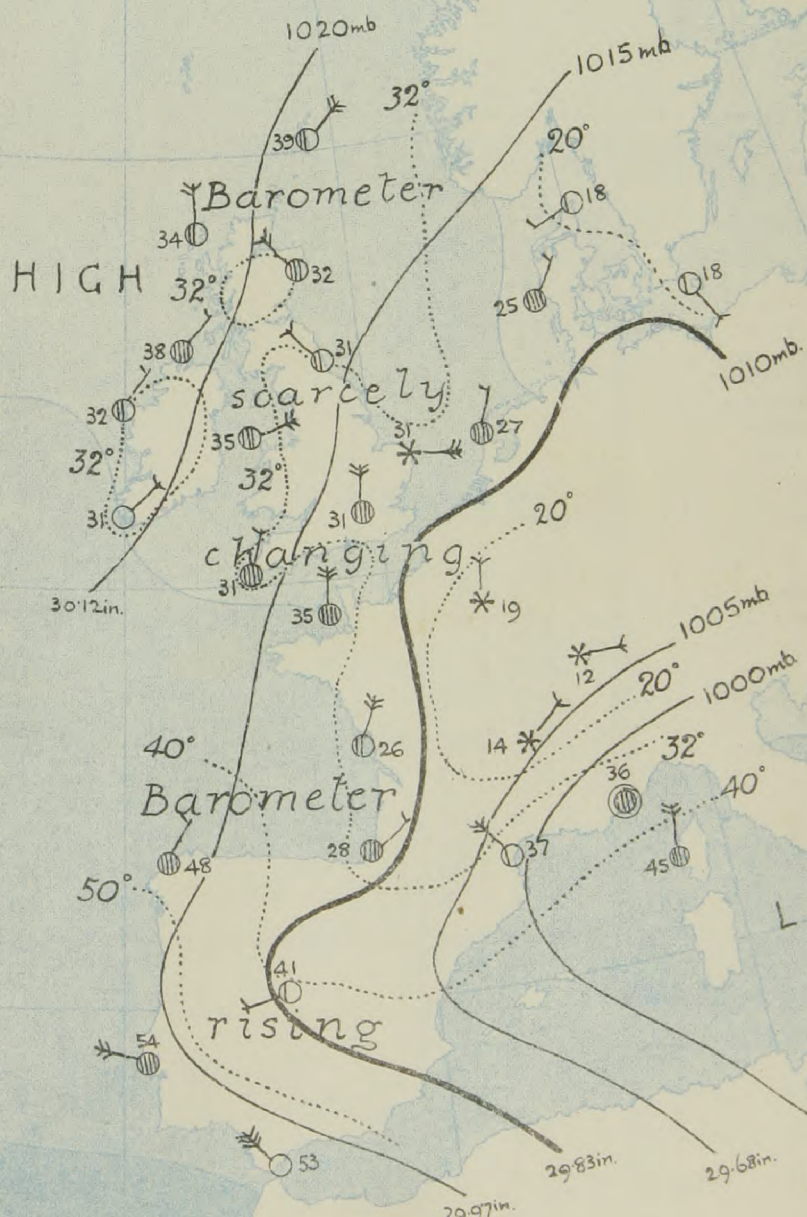 1020mb
1015mb
32°
39
20°
Barometer
18
34
HIGH
32°
32
18
25
38
31
1010mb.
32
scarcely
31
27
35
32°
32°
31
31
20°
changing
31
30·12in.
35
19
1005mb
12
20°
1000mb
14
40°
26
32°
36
Barometer
40°
28
37
48
45
50°
L
41
rising
54
53
29·83in.
29·68in.
29·97in.